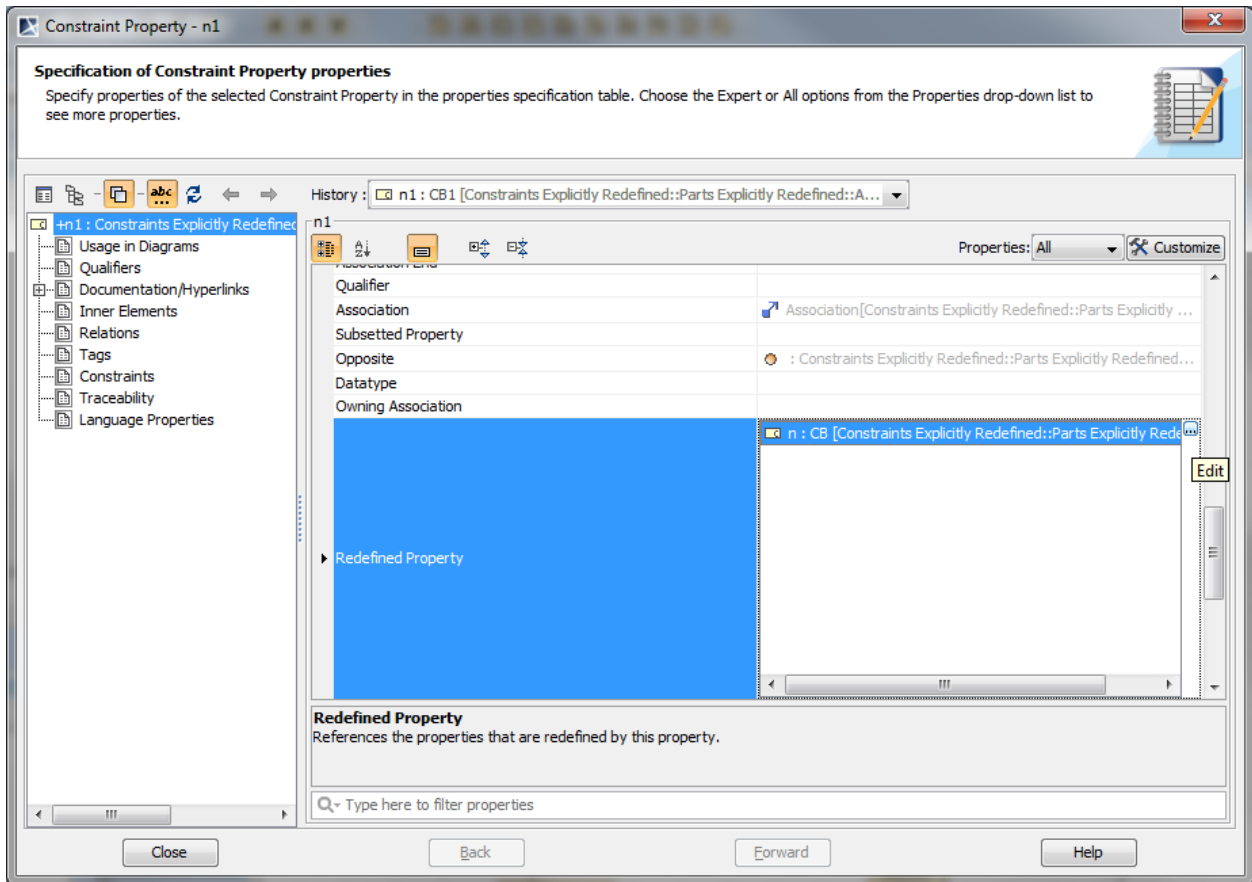 Constraint Property - n1
Specification of Constraint Property properties
Specify properties of the selected Constraint Property in the properties specification table. Choose the Expert or All options from the Properties drop-down list to
see more properties.
abc
History : n1 : CB1 [Constraints Explicitly Redefined::Parts Explicitly Redefined::A...
+n1 : Constraints Explicitly Redefined
Usage in Diagrams
Qualifiers
Documentation/Hyperlinks
Inner Elements
Relations
Tags
Constraints
Traceability
Language Properties
n1
Properties: All
Customize
Association End
Qualifier
Association
Association[Constraints Explicitly Redefined::Parts Explicitly ...
Subsetted Property
Opposite
: Constraints Explicitly Redefined::Parts Explicitly Redefined...
Datatype
Owning Association
Redefined Property
n : CB [Constraints Explicitly Redefined::Parts Explicitly Rede
...
Edit
Redefined Property
References the properties that are redefined by this property.
Type here to filter properties
Close
Back
Forward
Help